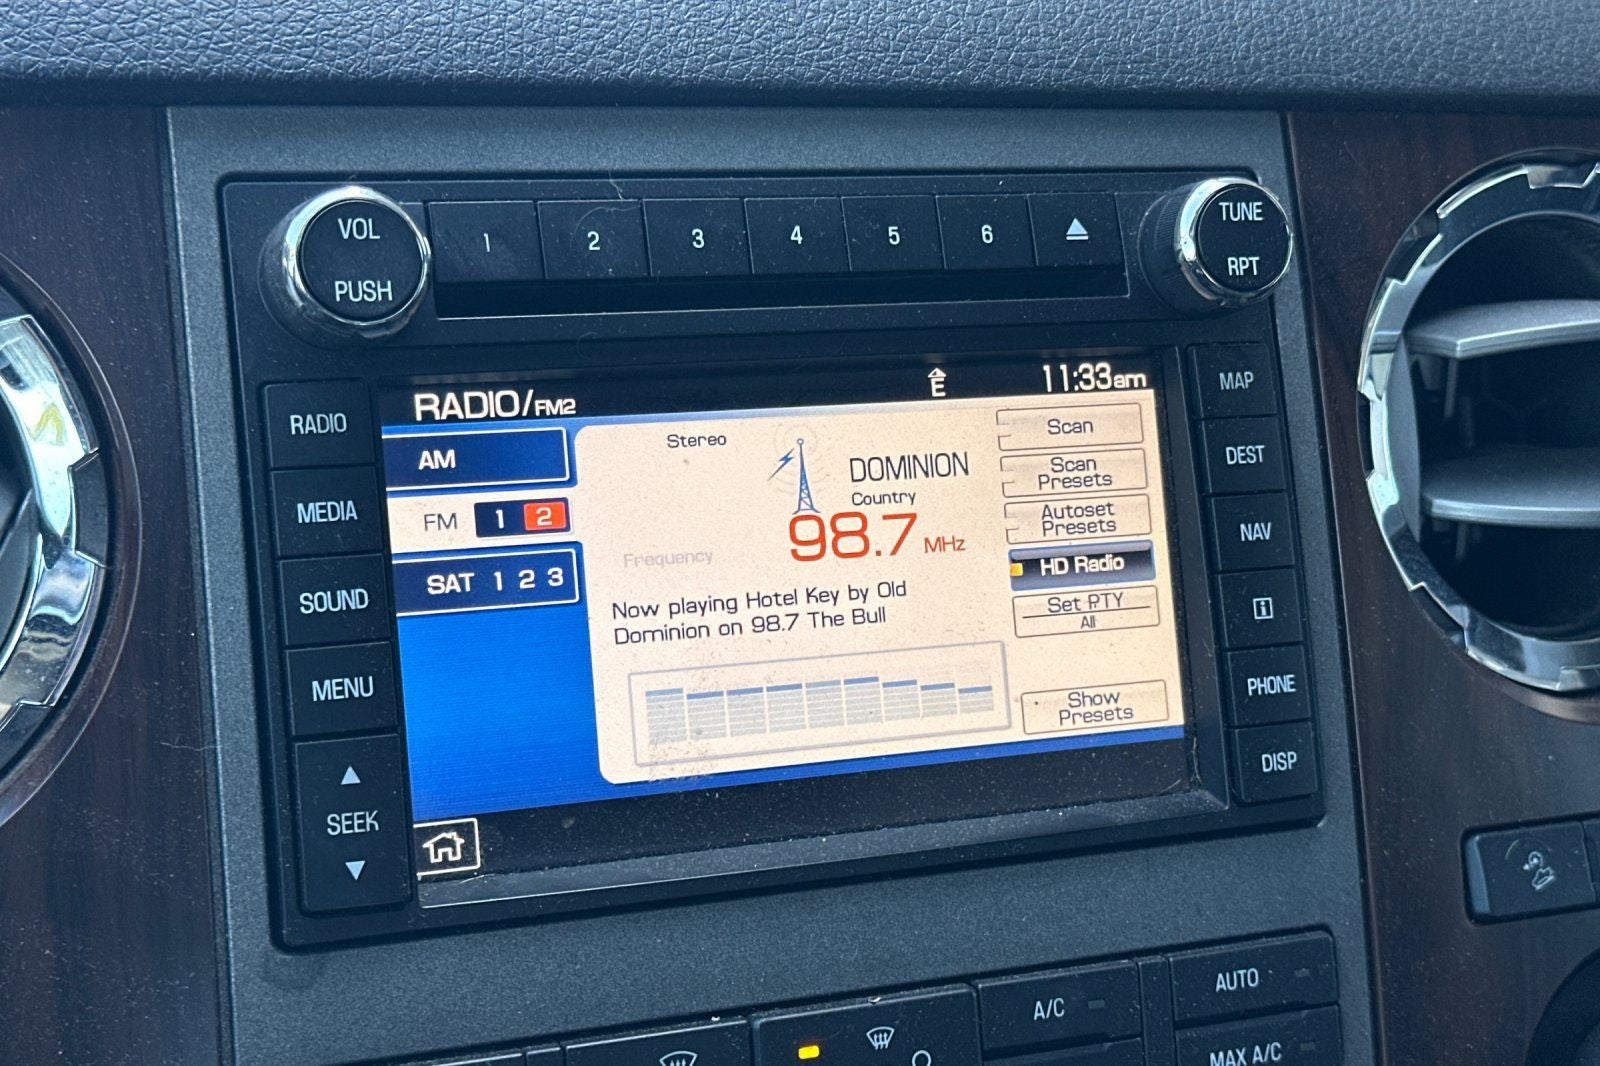 VOL
PUSH
1 2 3 4 5 6
TUNE
RPT
RADIO
MEDIA
SOUND
MENU
SEEK
RADIO/FM2
E
11:33am
AM
FM 1 2
SAT 1 2 3
Stereo
DOMINION
Country
98.7 MHz
Frequency
Now playing Hotel Key by Old
Dominion on 98.7 The Bull
Scan
Scan
Presets
Autoset
Presets
HD Radio
Set PTY
All
Show
Presets
MAP
DEST
NAV
i
PHONE
DISP
A/C
AUTO
MAX A/C